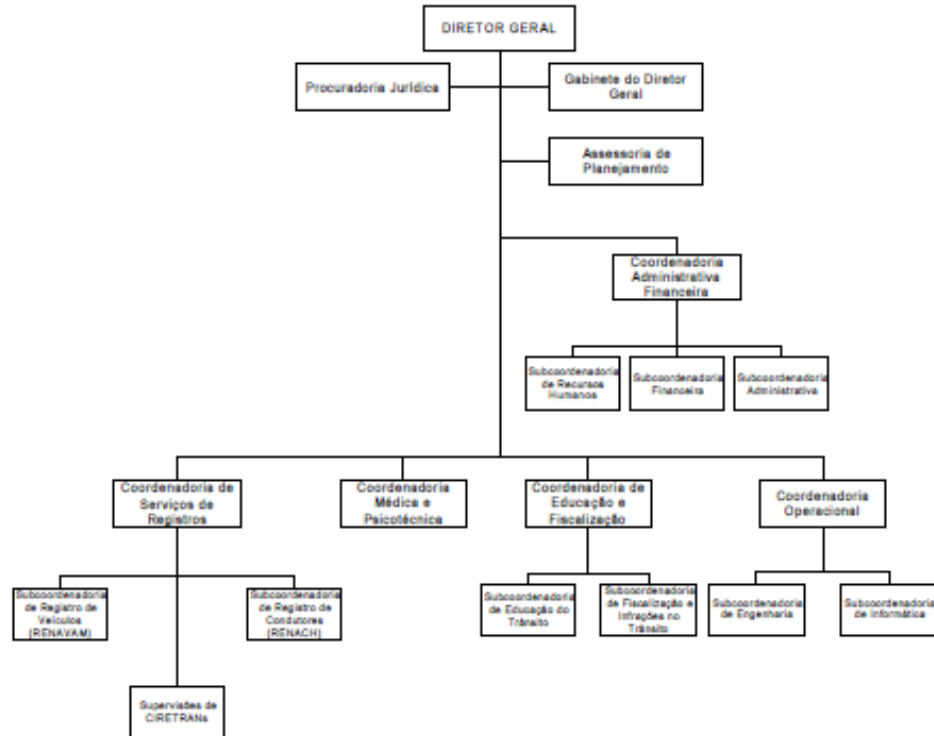 DIRETOR GERAL
Procuradoria Jurídica
Gabinete do Diretor
Geral
Assessoria de
Planejamento
Coordenadoria
Administrativa
Financeira
Subcoordenadoria
de Recursos
Humanos
Subcoordenadoria
Financeira
Subcoordenadoria
Administrativa
Coordenadoria de
Serviços de
Registros
Coordenadoria
Médica e
Psicotécnica
Coordenadoria de
Educação e
Fiscalização
Coordenadoria
Operacional
Subcoordenadoria
de Registro de
Veículos
(RENAVAM)
Subcoordenadoria
de Registro de
Condutores
(RENACH)
Subcoordenadoria
de Educação do
Trânsito
Subcoordenadoria
de Fiscalização e
Infrações no
Trânsito
Subcoordenadoria
de Engenharia
Subcoordenadoria
de Informática
Supervisões de
CIRETRANs